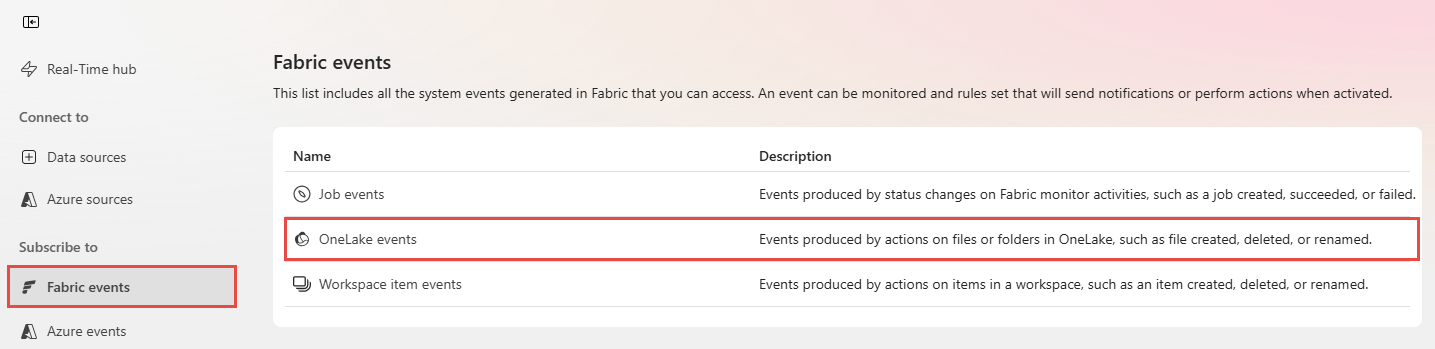 Real-Time hub
Connect to
Data sources
Azure sources
Subscribe to
Fabric events
Azure events
Fabric events
This list includes all the system events generated in Fabric that you can access. An event can be monitored and rules set that will send notifications or perform actions when activated.
Name Description
Job events Events produced by status changes on Fabric monitor activities, such as a job created, succeeded, or failed.
OneLake events Events produced by actions on files or folders in OneLake, such as file created, deleted, or renamed.
Workspace item events Events produced by actions on items in a workspace, such as an item created, deleted, or renamed.